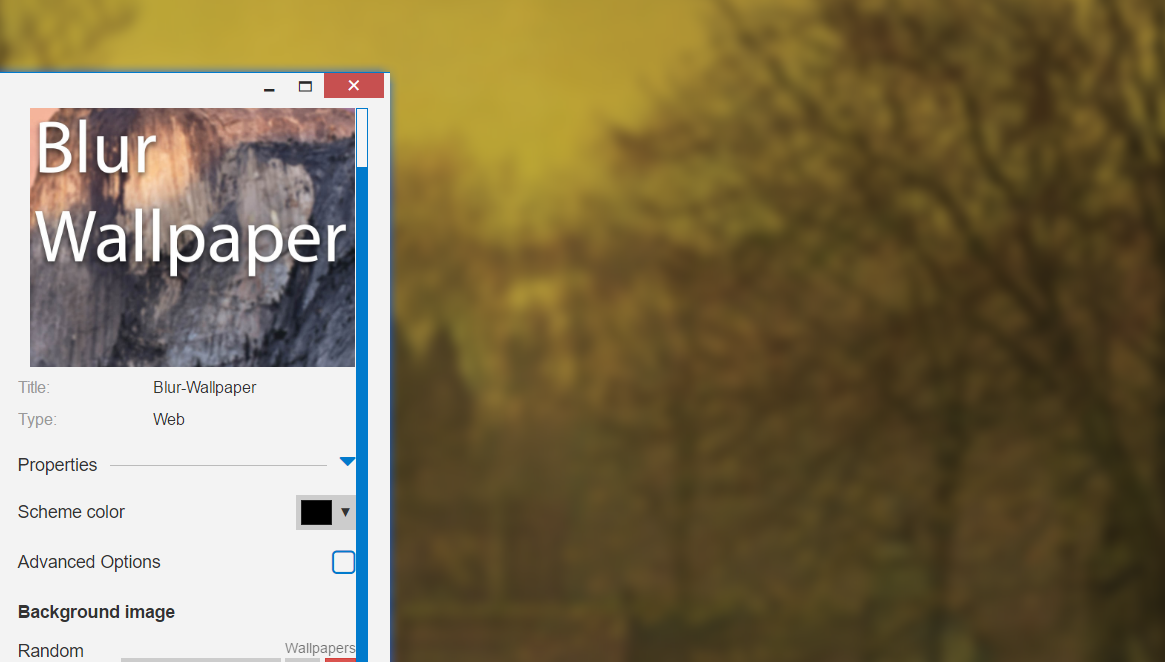 Blur
Wallpaper
Title: Blur-Wallpaper
Type: Web
Properties
Scheme color
Advanced Options
Background image
Random Wallpapers